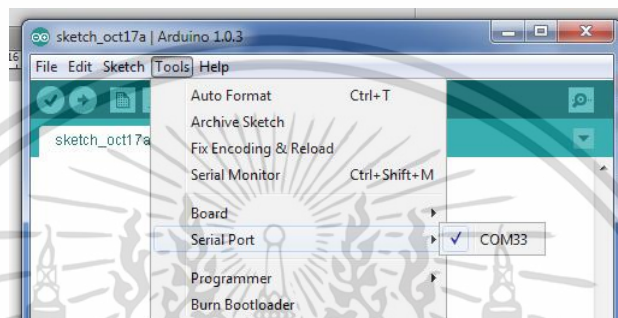 sketch_oct17a | Arduino 1.0.3
16
File Edit Sketch Tools Help
sketch_oct17a
Auto Format Ctrl+T
Archive Sketch
Fix Encoding & Reload
Serial Monitor Ctrl+Shift+M
Board
Serial Port
COM33
Programmer
Burn Bootloader